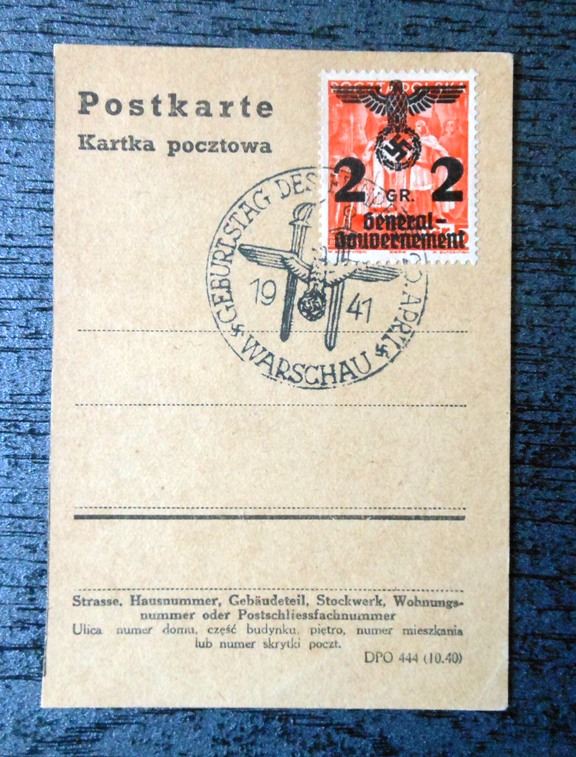 Postkarte
Kartka pocztowa
POCZTA POLSKA
2 GR. 2
General-
Gouvernement
GEBURTSTAG DES
APRIL
19 41
WARSCHAU
Strasse, Hausnummer, Gebäudeteil, Stockwerk, Wohnungs-
nummer oder Postschliessfachnummer
Ulica numer domu, część budynku, piętro, numer mieszkania
lub numer skrytki poczt.
DPO 444 (10.40)